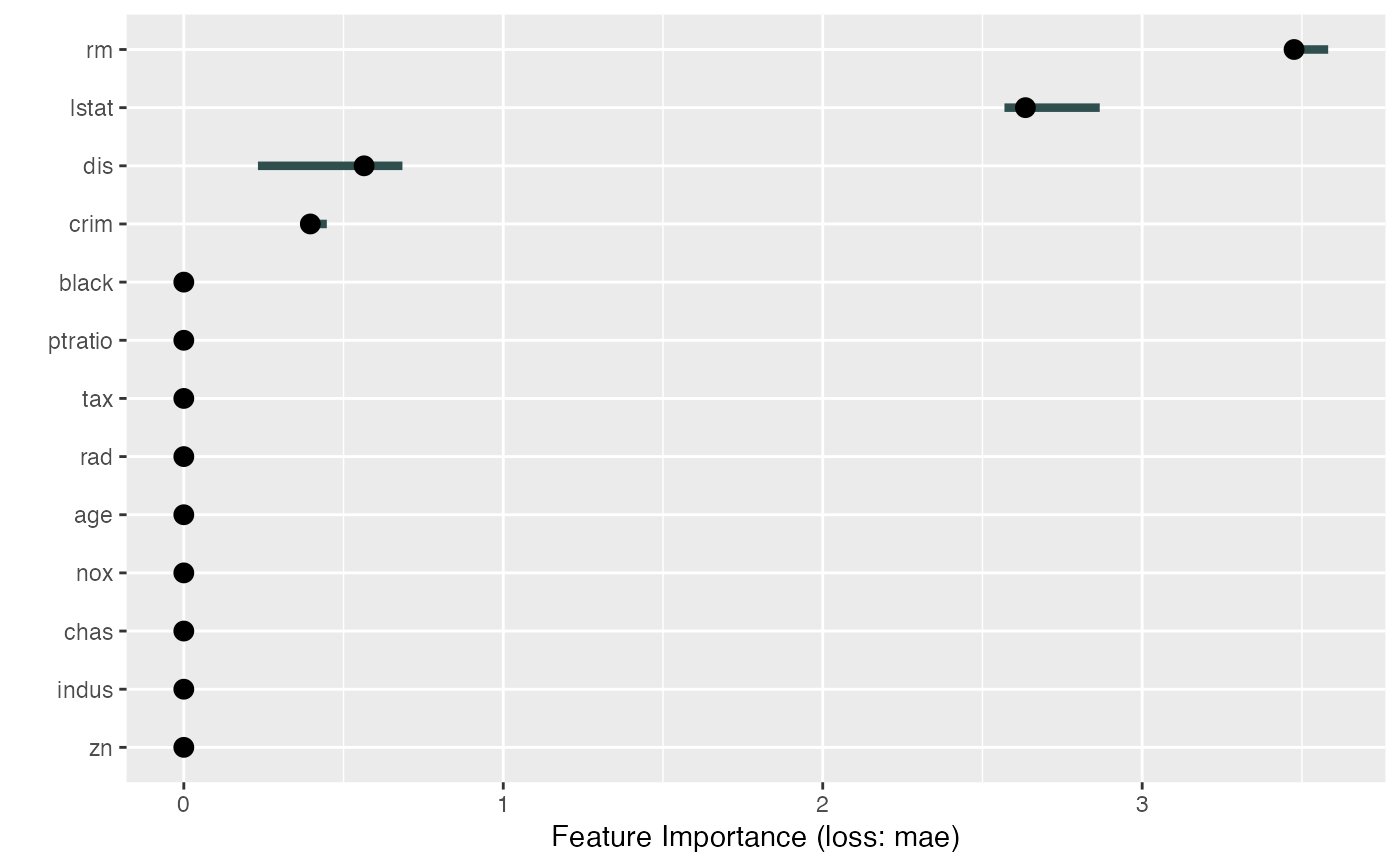 rm
lstat
dis
crim
black
ptratio
tax
rad
age
nox
chas
indus
zn
0 1 2 3
Feature Importance (loss: mae)